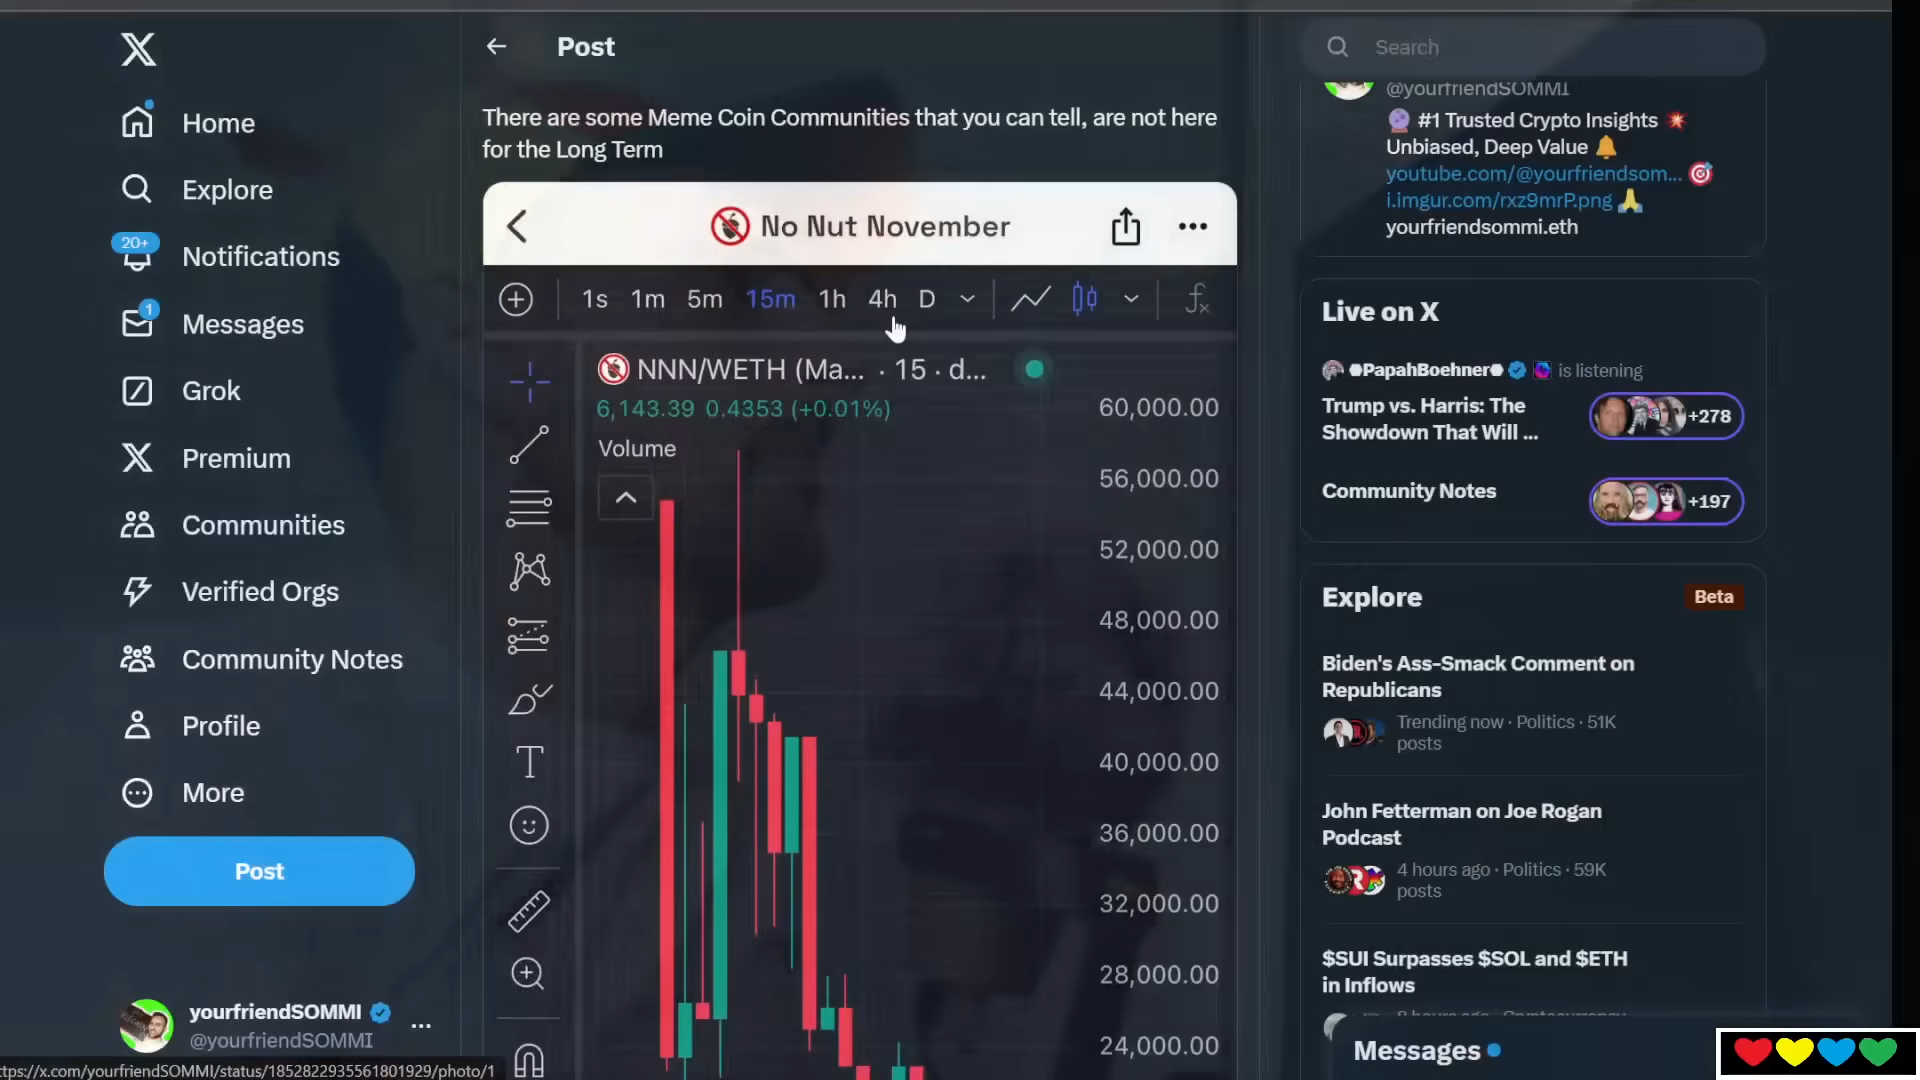 Post
Search
Home
Explore
20+
Notifications
1
Messages
Grok
Premium
Communities
Verified Orgs
Community Notes
Profile
More
Post
yourfriendSOMMI
@yourfriendSOMMI
There are some Meme Coin Communities that you can tell, are not here
for the Long Term
No Nut November
1s 1m 5m 15m 1h 4h D
NNN/WETH (Ma... · 15 · d...
6,143.39 0.4353 (+0.01%)
Volume
60,000.00
56,000.00
52,000.00
48,000.00
44,000.00
40,000.00
36,000.00
32,000.00
28,000.00
24,000.00
@yourfriendSOMMI
#1 Trusted Crypto Insights
Unbiased, Deep Value
youtube.com/@yourfriendsom...
i.imgur.com/rxz9mrP.png
yourfriendsommi.eth
Live on X
PapahBoehner is listening
Trump vs. Harris: The
Showdown That Will ...
+278
Community Notes
+197
Explore
Beta
Biden's Ass-Smack Comment on
Republicans
Trending now · Politics · 51K
posts
John Fetterman on Joe Rogan
Podcast
4 hours ago · Politics · 59K
posts
$SUI Surpasses $SOL and $ETH
in Inflows
Messages
ttps://x.com/yourfriendSOMMI/status/1852822935561801929/photo/1